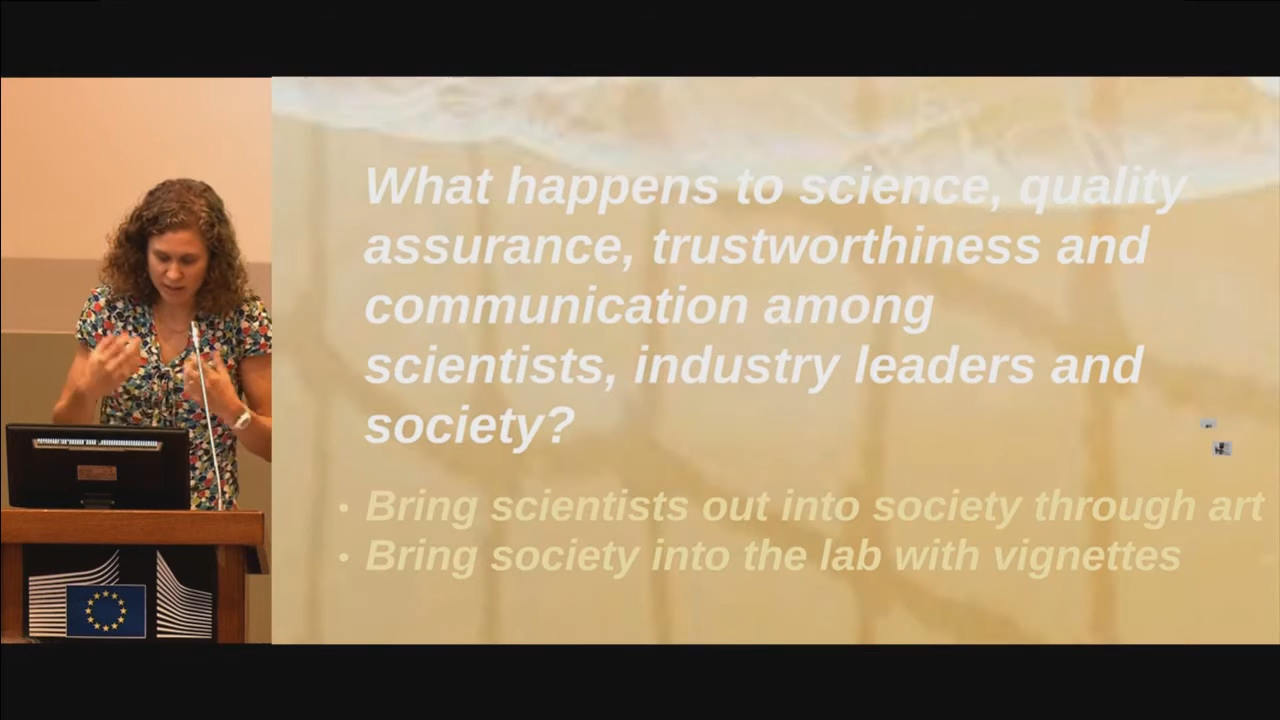 What happens to science, quality
assurance, trustworthiness and
communication among
scientists, industry leaders and
society?
• Bring scientists out into society through art
• Bring society into the lab with vignettes